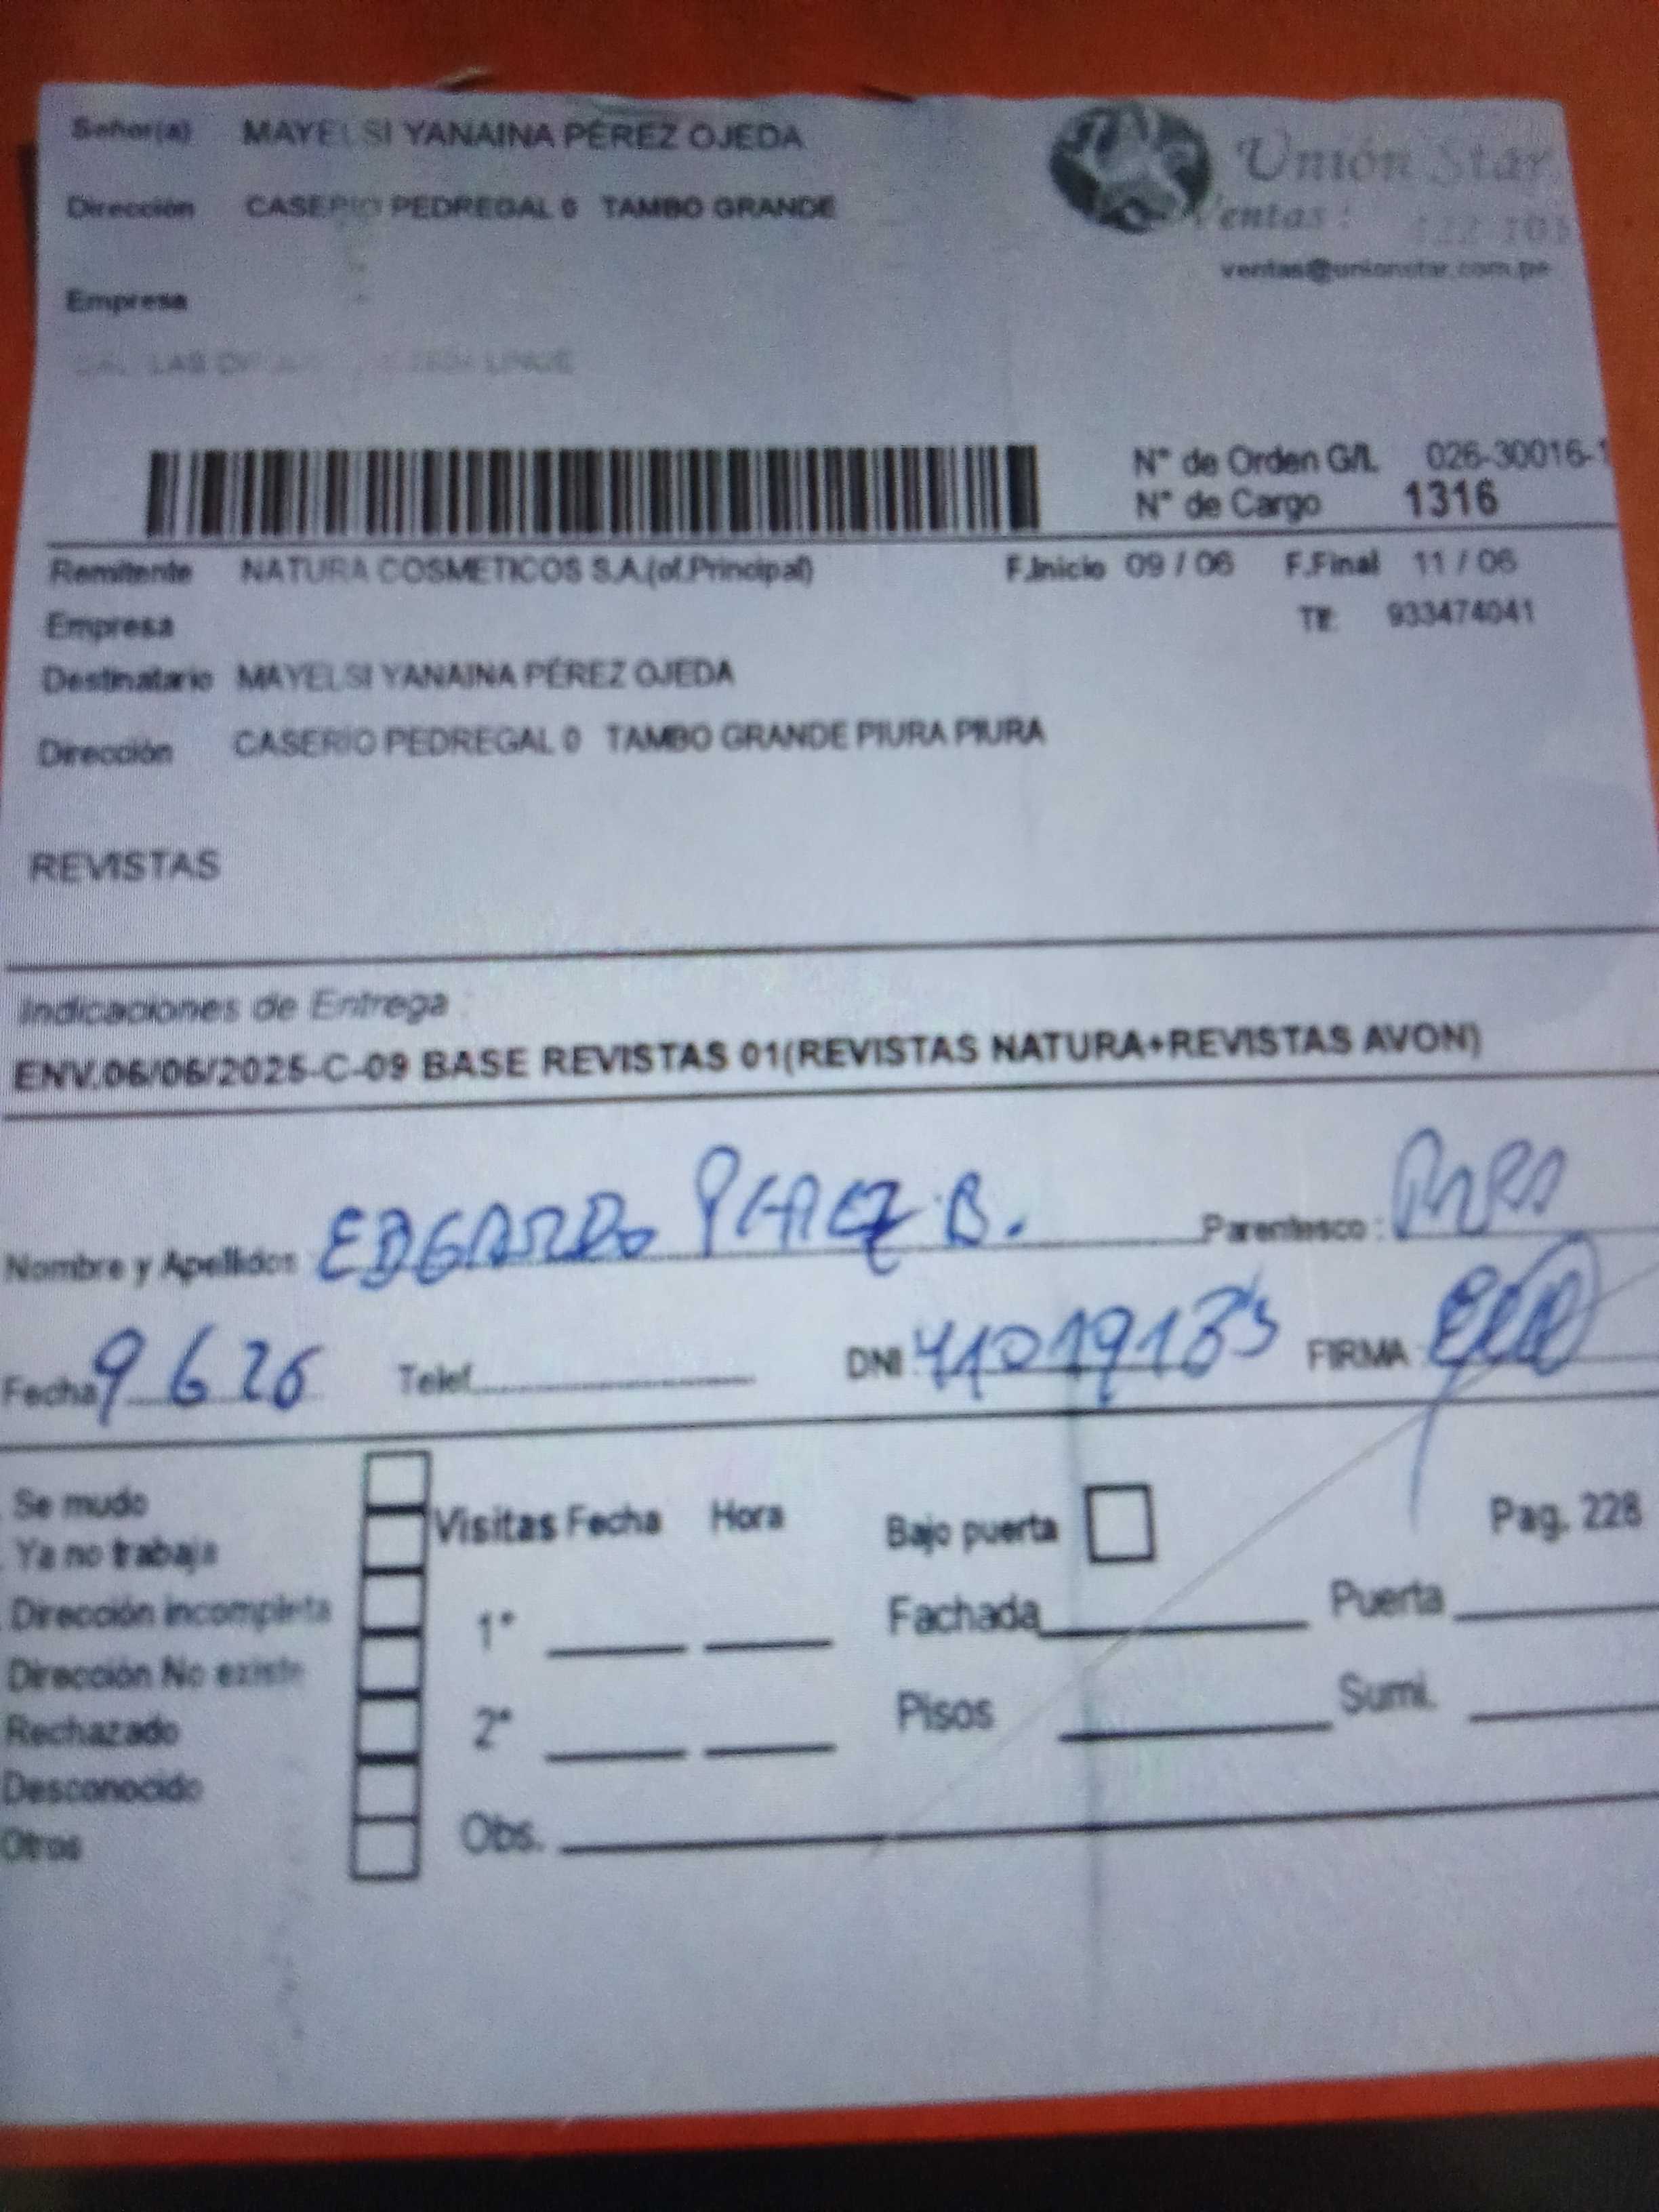 Señor(a) MAYELSI YANAINA PÉREZ OJEDA
Dirección CASERIO PEDREGAL 0 TAMBO GRANDE
Unión Star
Ventas :
ventas@unionstar.com.pe
Empresa
N° de Orden G/L 026-30016-1
N° de Cargo 1316
Remitente NATURA COSMETICOS S.A.(of.Principal) F.Inicio 09 / 06 F.Final 11 / 06
Empresa Tlf: 933474041
Destinatario MAYELSI YANAINA PÉREZ OJEDA
Dirección CASERIO PEDREGAL 0 TAMBO GRANDE PIURA PIURA
REVISTAS
Indicaciones de Entrega :
ENV.06/06/2025-C-09 BASE REVISTAS 01(REVISTAS NATURA+REVISTAS AVON)
Nombre y Apellidos EDGARDO B. Parentesco :
Fecha 9 6 Telef. DNI FIRMA
Se mudo
Ya no trabaja
Dirección incompleta
Dirección No existe
Rechazado
Desconocido
Otros
Visitas Fecha Hora
1°
2°
Obs.
Bajo puerta Pag. 228
Fachada Puerta
Pisos Sumi.